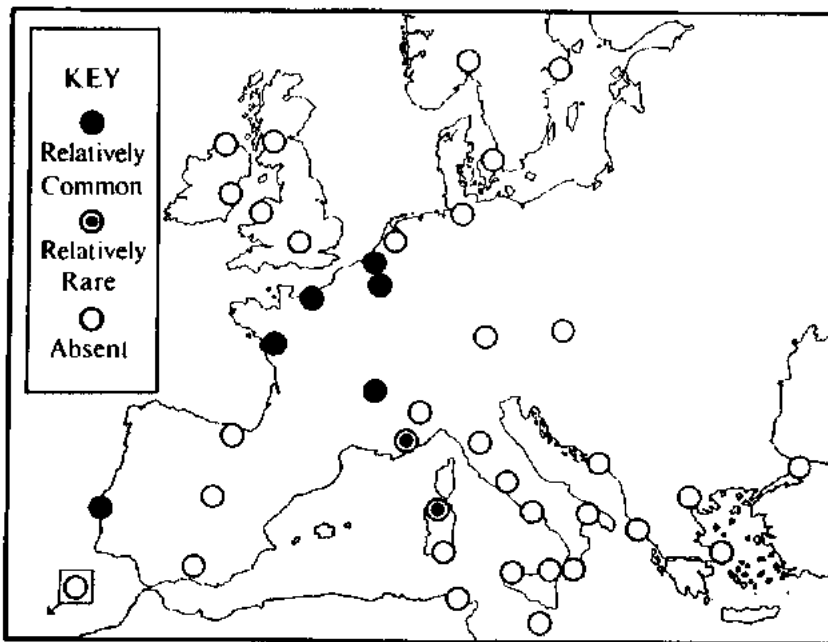 KEY
Relatively
Common
Relatively
Rare
Absent